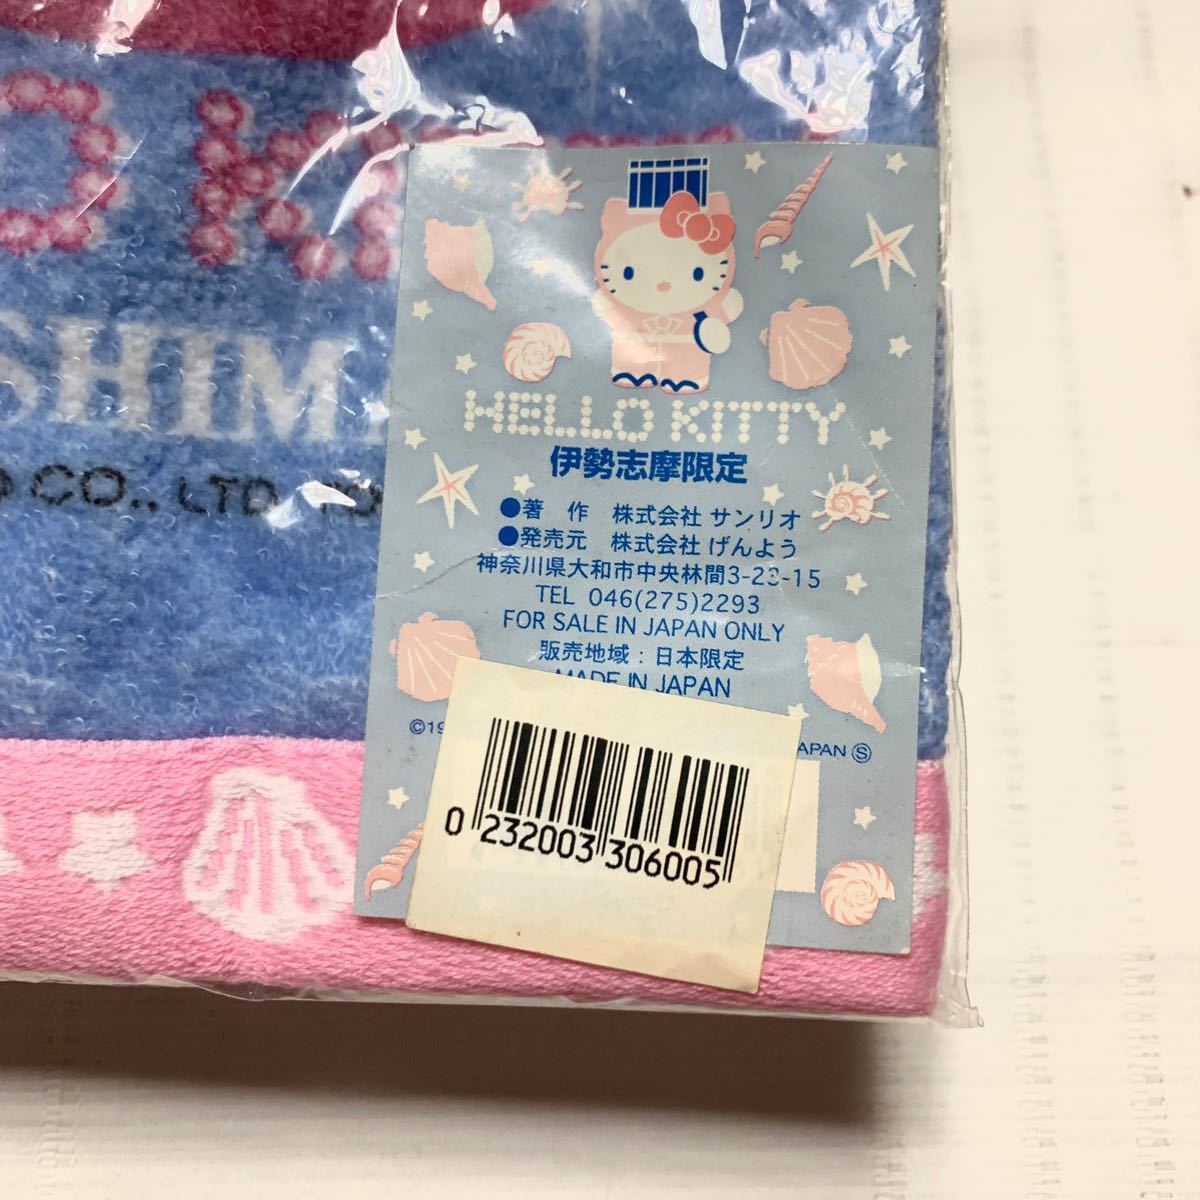 SHIM
CO., LTD.
HELLO KITTY
伊勢志摩限定
●著 作 株式会社 サンリオ
●発売元 株式会社 げんよう
神奈川県大和市中央林間3-23-15
TEL 046(275)2293
FOR SALE IN JAPAN ONLY
販売地域:日本限定
MADE IN JAPAN
©19 JAPAN Ⓢ
0 232003 306005